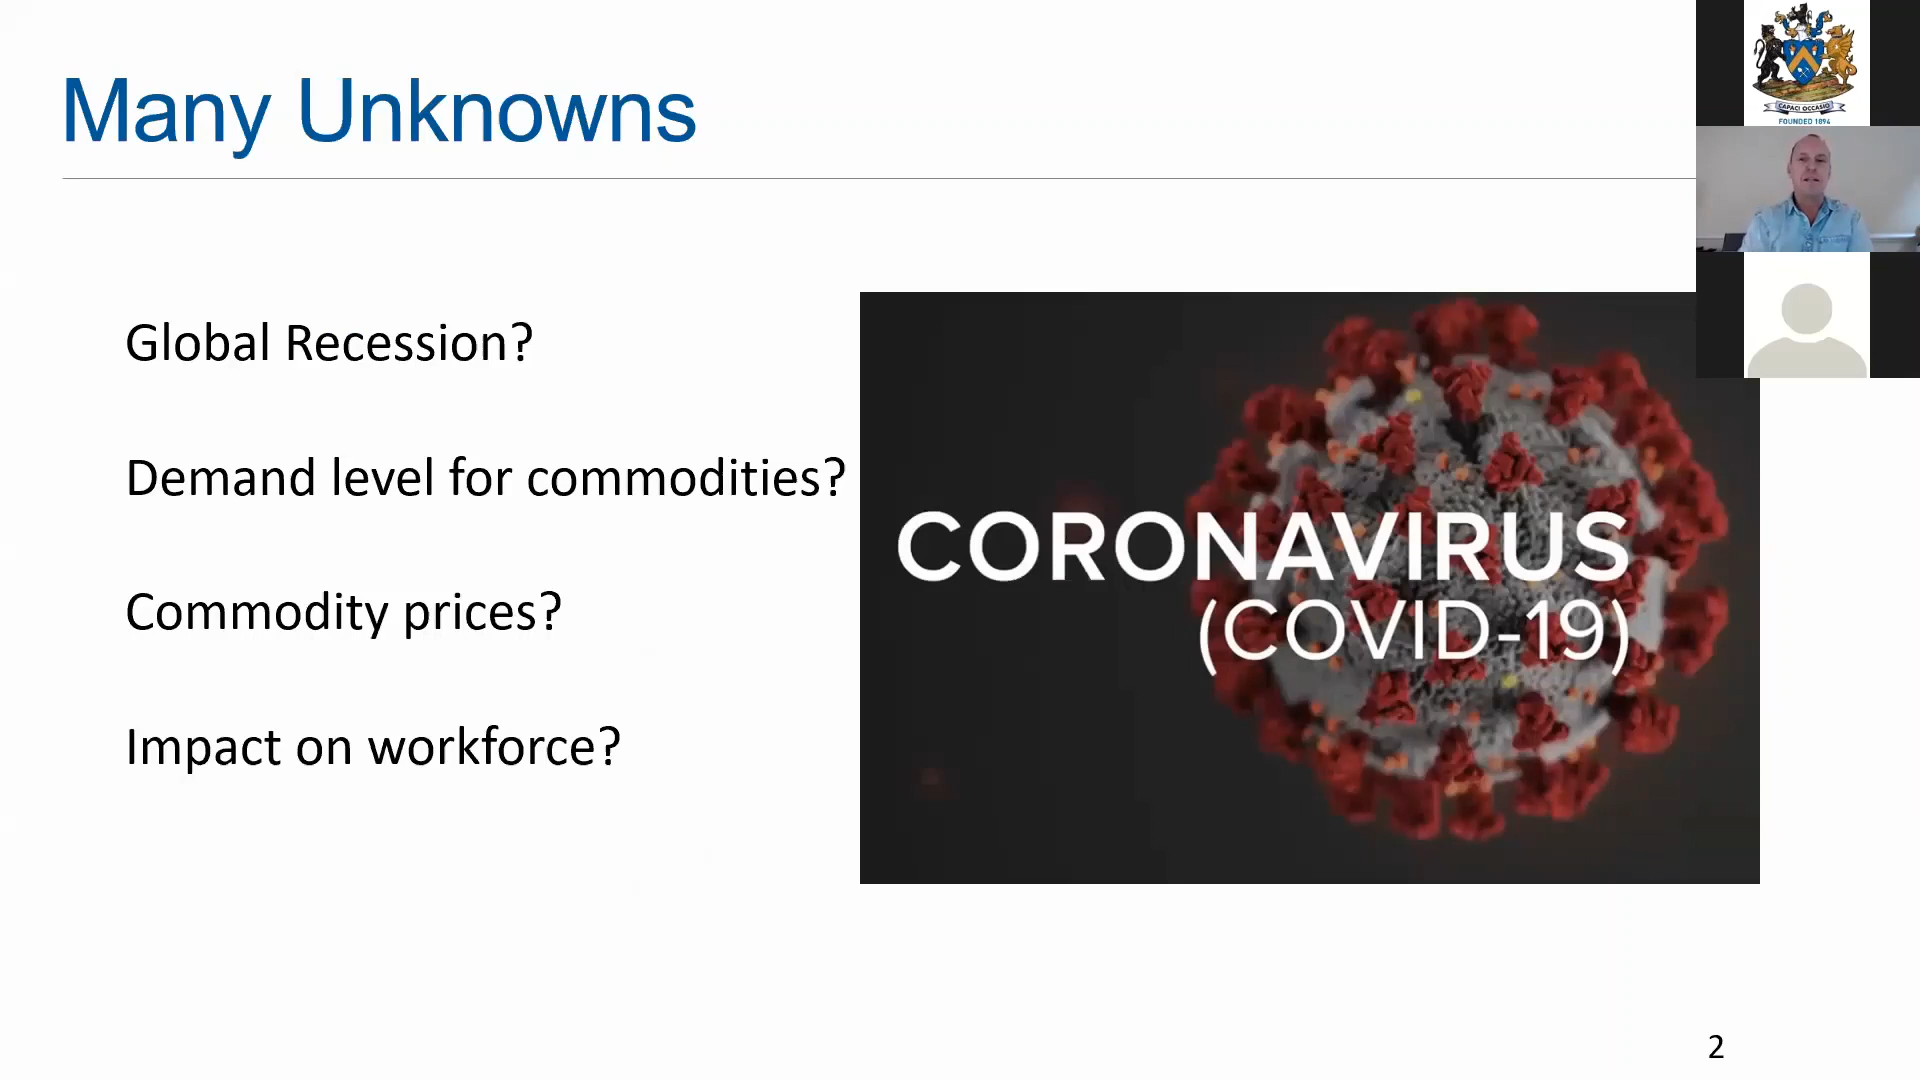 Many Unknowns
CAPACI OCCASIO
FOUNDED 1894
Global Recession?
Demand level for commodities?
Commodity prices?
Impact on workforce?
CORONAVIRUS
(COVID-19)
2